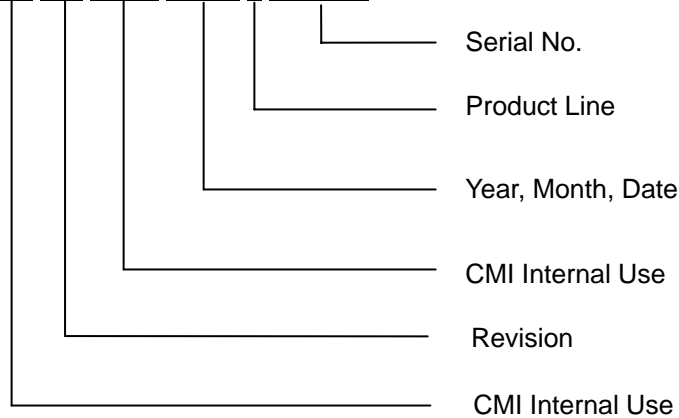 Serial No.
Product Line
Year, Month, Date
CMI Internal Use
Revision
CMI Internal Use